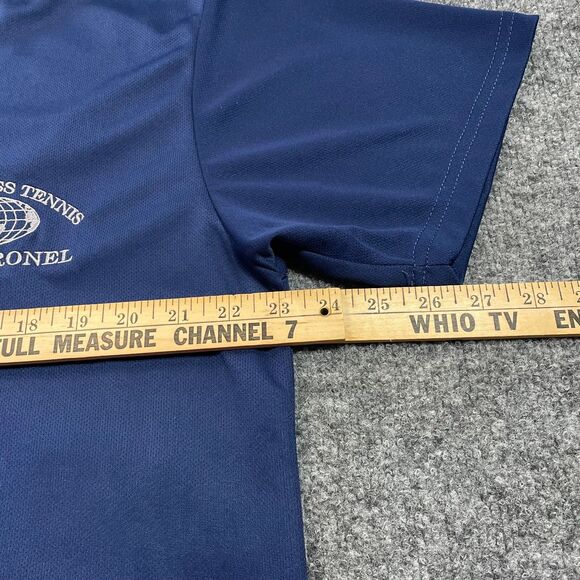 SS TENNIS
RONEL
18 19 20 21 22 23 24 25 26 27 28
FULL MEASURE CHANNEL 7 WHIO TV EN